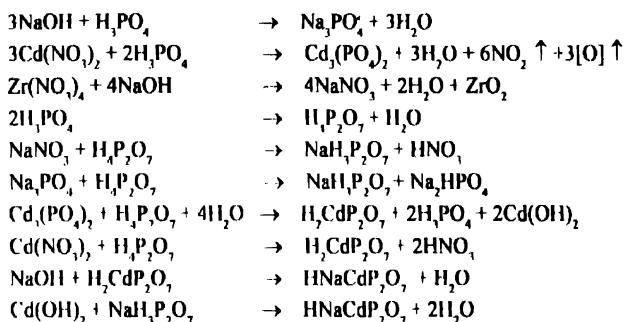 3NaOH + H₃PO₄ → Na₃PO₄ + 3H₂O
3Cd(NO₃)₂ + 2H₃PO₄ → Cd₃(PO₄)₂ + 3H₂O + 6NO₂ ↑ +3[O] ↑
Zr(NO₃)₄ + 4NaOH → 4NaNO₃ + 2H₂O + ZrO₂
2H₃PO₄ → H₄P₂O₇ + H₂O
NaNO₃ + H₄P₂O₇ → NaH₃P₂O₇ + HNO₃
Na₃PO₄ + H₄P₂O₇ → NaH₃P₂O₇ + Na₂HPO₄
Cd₃(PO₄)₂ + H₄P₂O₇ + 4H₂O → H₂CdP₂O₇ + 2H₃PO₄ + 2Cd(OH)₂
Cd(NO₃)₂ + H₄P₂O₇ → H₂CdP₂O₇ + 2HNO₃
NaOH + H₂CdP₂O₇ → HNaCdP₂O₇ + H₂O
Cd(OH)₂ + NaH₃P₂O₇ → HNaCdP₂O₇ + 2H₂O